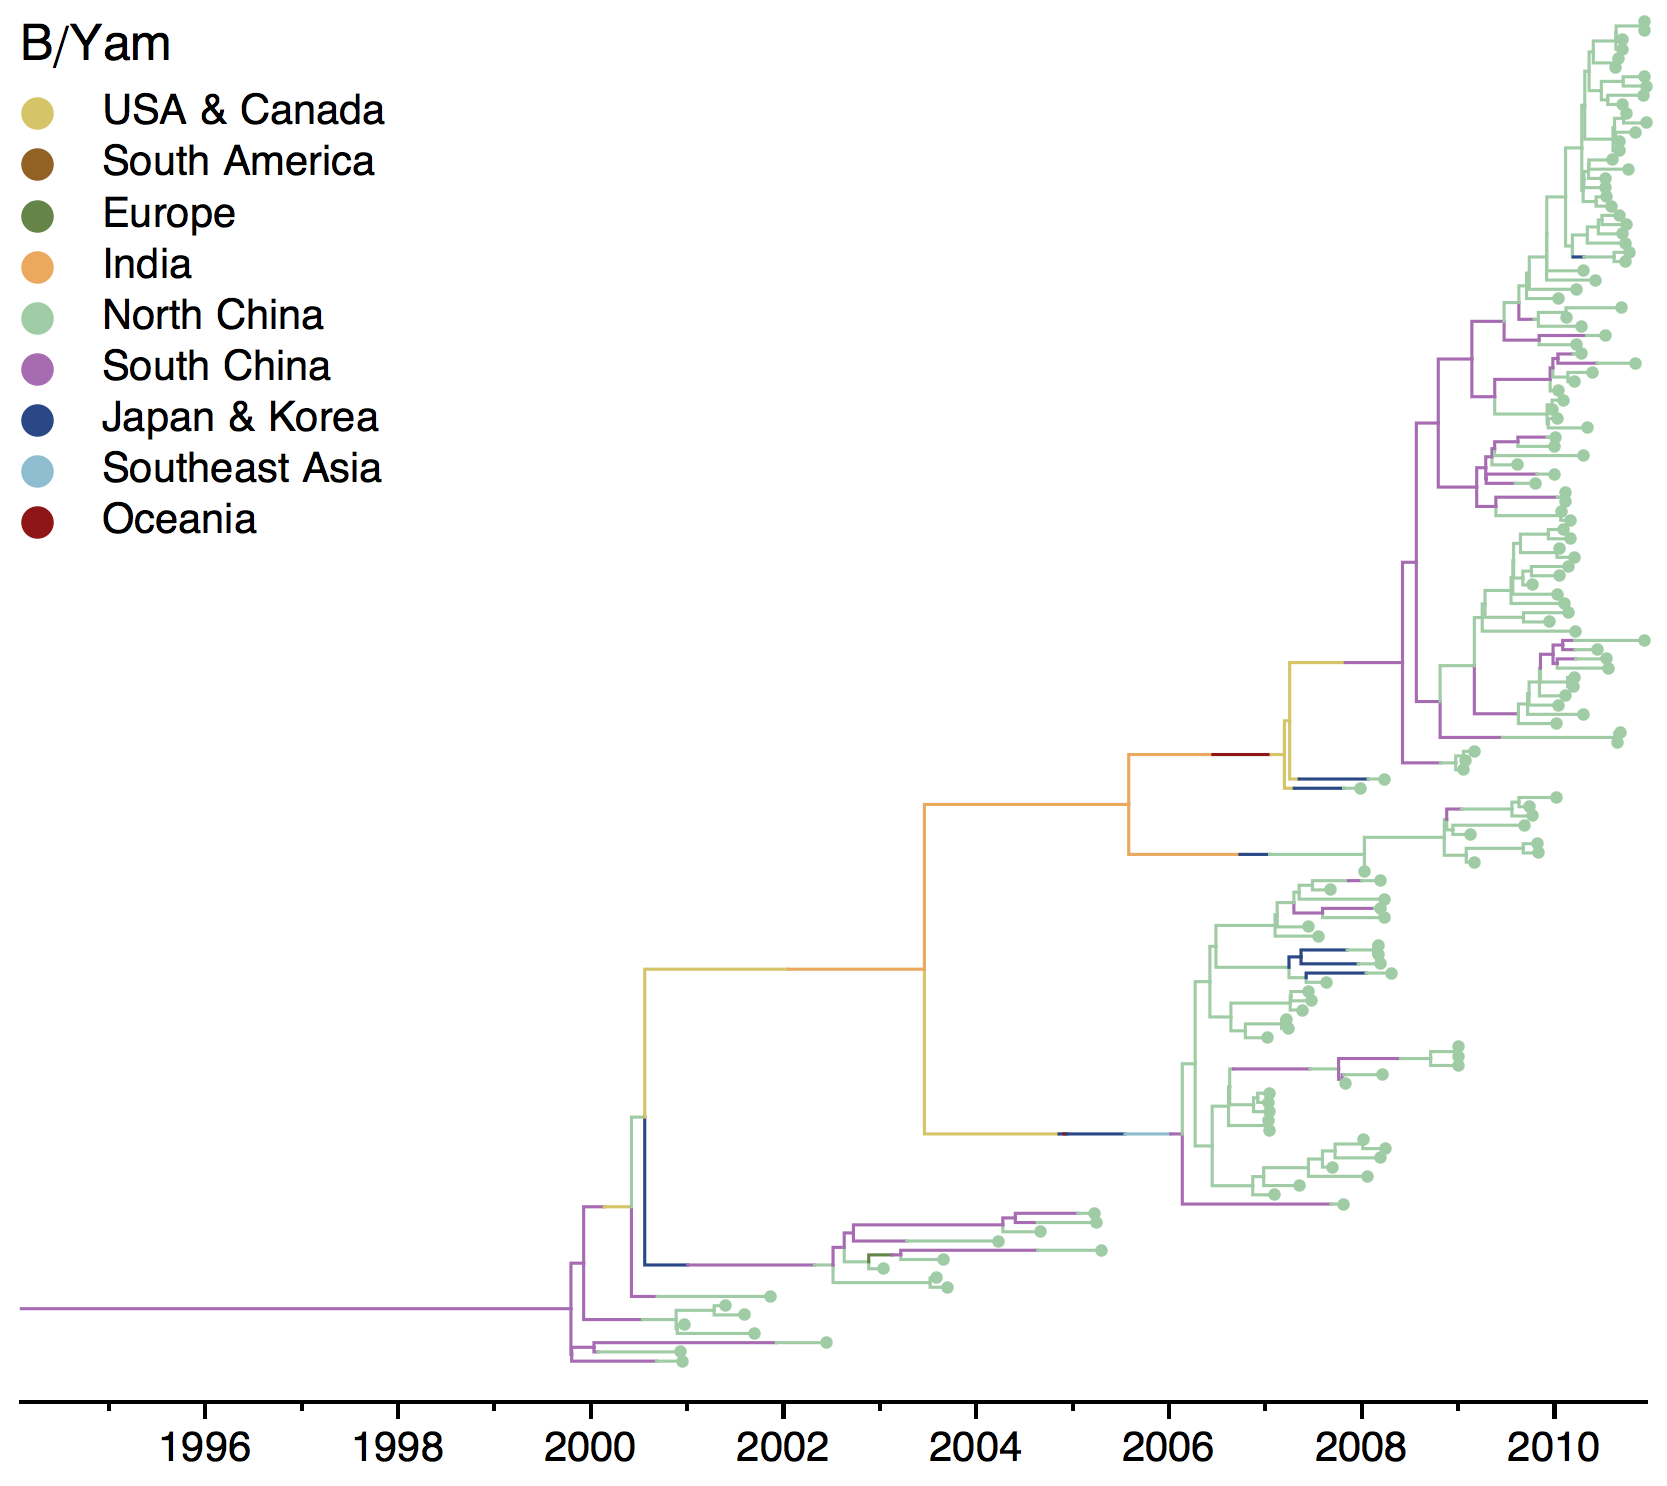 B/Yam
USA & Canada
South America
Europe
India
North China
South China
Japan & Korea
Southeast Asia
Oceania
1996 1998 2000 2002 2004 2006 2008 2010